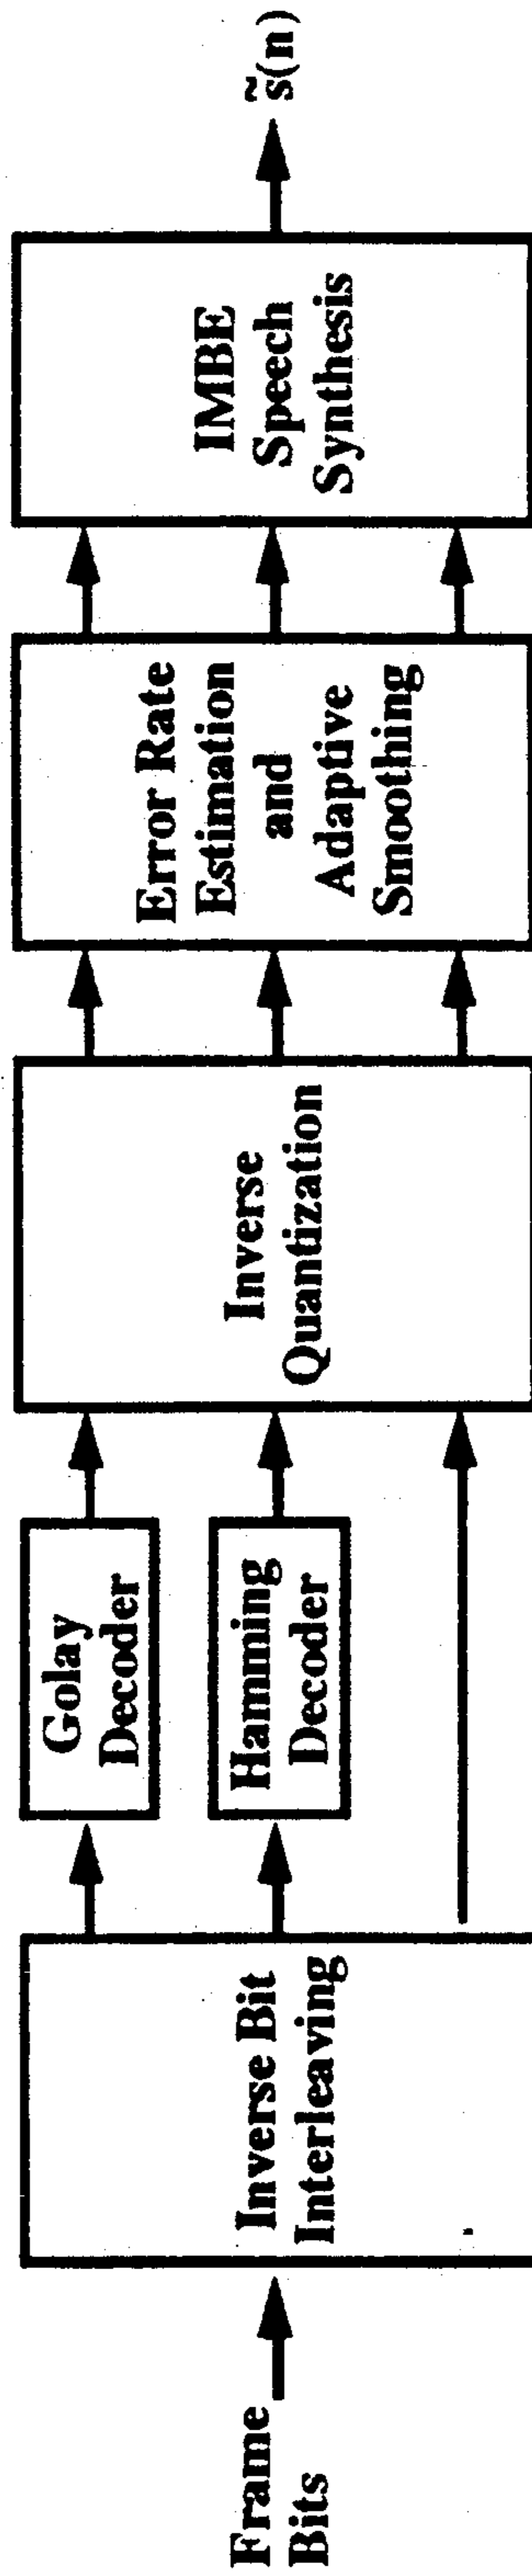 Frame
Bits
Inverse Bit
Interleaving
Golay
Decoder
Hamming
Decoder
Inverse
Quantization
Error Rate
Estimation
and
Adaptive
Smoothing
IMBE
Speech
Synthesis
s̃(n)